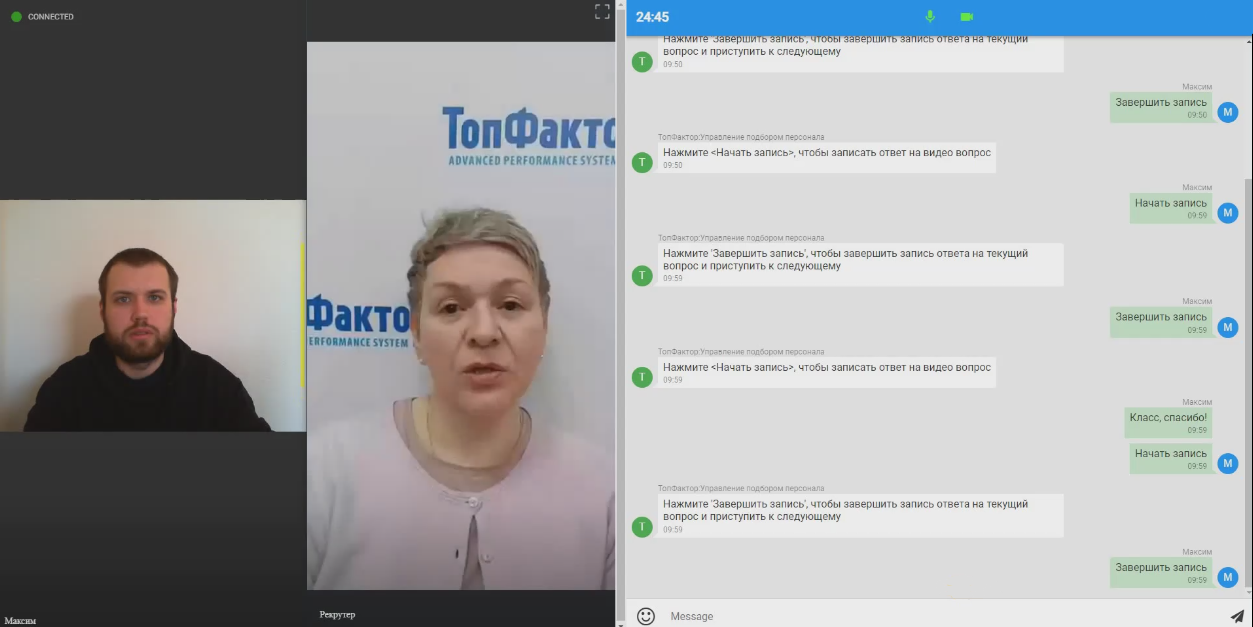 CONNECTED
ТопФакто
ADVANCED PERFORMANCE SYSTEM
Факто
ERFORMANCE SYSTEM
Максим
Рекрутер
24:45
Нажмите 'Завершить запись', чтобы завершить запись ответа на текущий
вопрос и приступить к следующему
Т
09:50
Максим
Завершить запись
09:50
М
ТопФактор:Управление подбором персонала
Нажмите <Начать запись>, чтобы записать ответ на видео вопрос
Т
09:50
Максим
Начать запись
09:59
М
ТопФактор:Управление подбором персонала
Нажмите 'Завершить запись', чтобы завершить запись ответа на текущий
вопрос и приступить к следующему
Т
09:59
Максим
Завершить запись
09:59
М
ТопФактор:Управление подбором персонала
Нажмите <Начать запись>, чтобы записать ответ на видео вопрос
Т
09:59
Максим
Класс, спасибо!
09:59
Начать запись
09:59
М
ТопФактор:Управление подбором персонала
Нажмите 'Завершить запись', чтобы завершить запись ответа на текущий
вопрос и приступить к следующему
Т
09:59
Максим
Завершить запись
09:59
М
Message